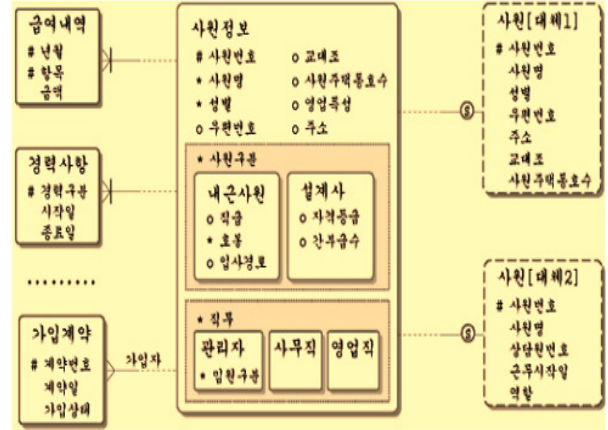 급여내역
# 년월
# 항목
금액
경력사항
# 경력구분
시작일
종료일
가입계약
# 계약번호
계약일
가입상태
가입자
사원정보
# 사원번호
* 사원명
* 성별
o 우편번호
o 교대조
o 사원주택동호수
o 영업특성
o 주소
* 사원구분
내근사원
o 직급
* 호봉
o 입사경로
설계사
o 자격등급
o 간부급수
* 직무
관리자
* 임원구분
사무직
영업직
S
S
사원[대체1]
# 사원번호
사원명
성별
우편번호
주소
교대조
사원주택동호수
사원[대체2]
# 사원번호
사원명
상담원번호
근무시작일
역할